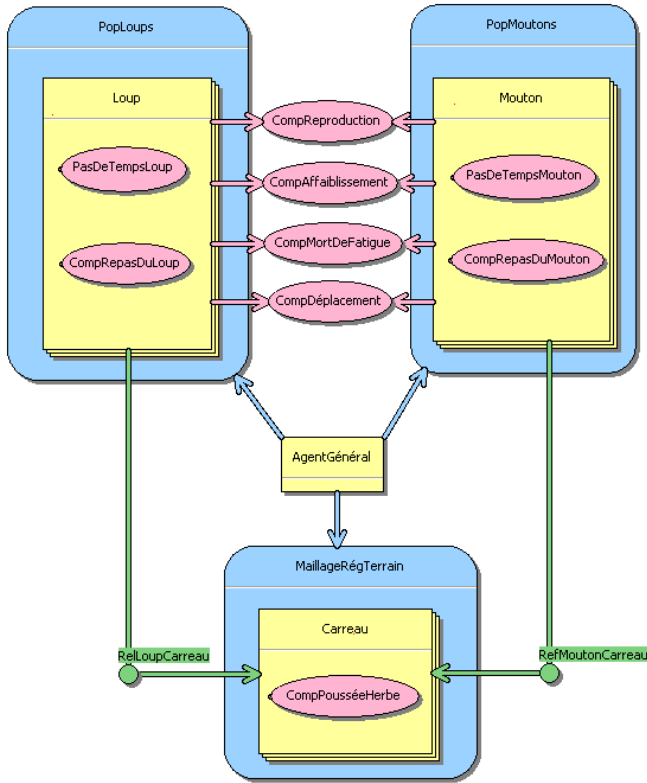 PopLoups
PopMoutons
Loup
Mouton
CompReproduction
PasDeTempsLoup
CompAffaiblissement
PasDeTempsMouton
CompRepasDuLoup
CompMortDeFatigue
CompRepasDuMouton
CompDéplacement
AgentGénéral
MaillageRégTerrain
Carreau
RelLoupCarreau
RefMoutonCarreau
CompPousséeHerbe